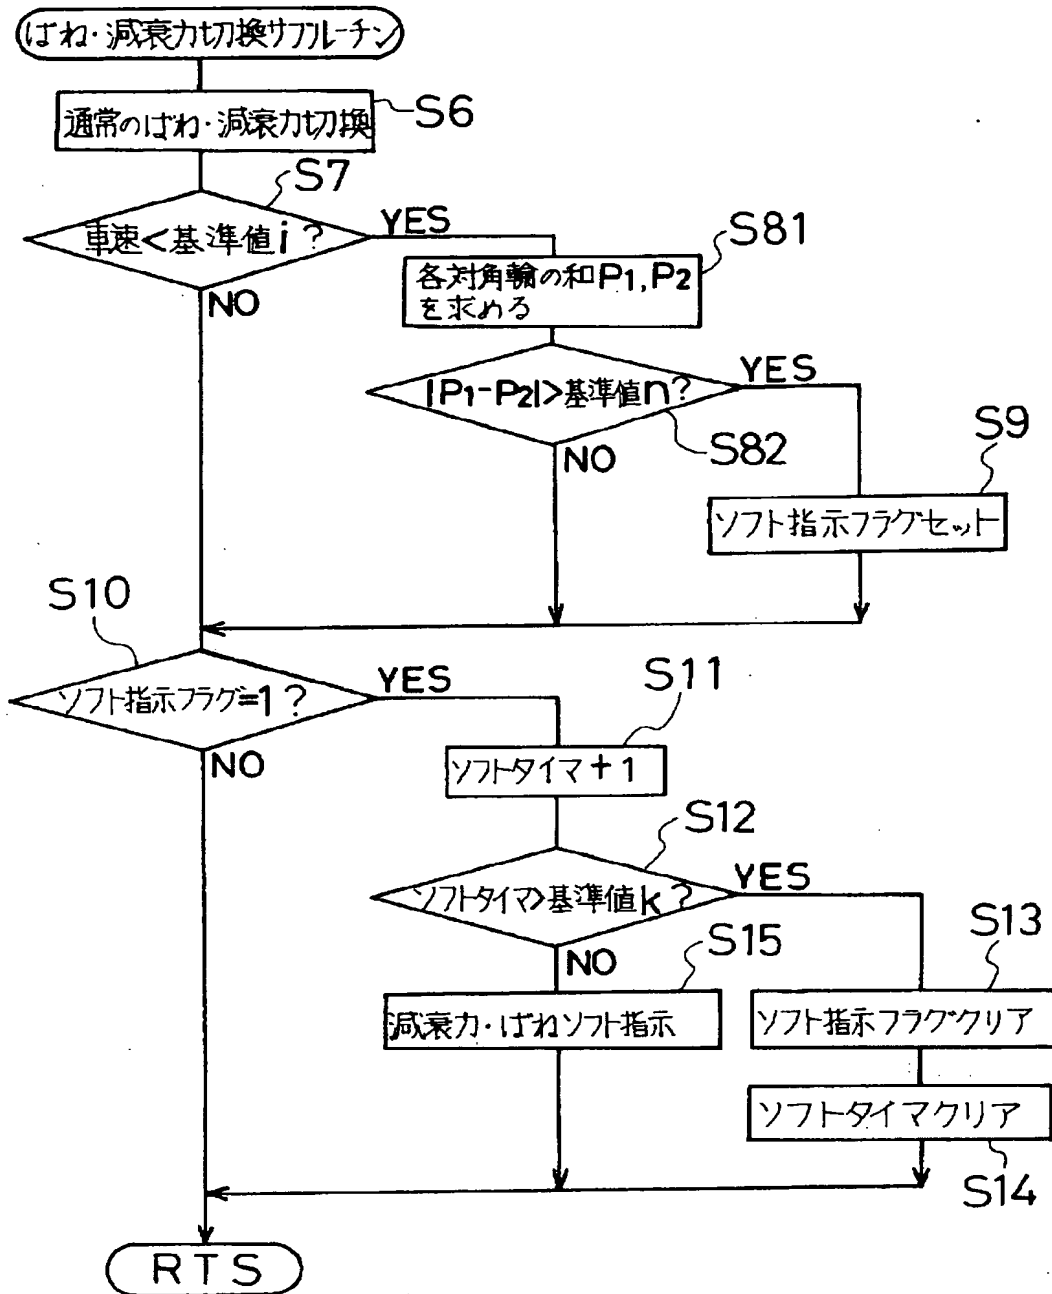 ばね・減衰力切換サブルーチン
通常のばね・減衰力切換
S6
S7
車速<基準値i?
YES
NO
S81
各対角輪の和P1,P2
を求める
|P1-P2|>基準値n?
YES
NO
S82
S9
ソフト指示フラグセット
S10
ソフト指示フラグ=1?
YES
NO
S11
ソフトタイマ+1
S12
ソフトタイマ>基準値k?
YES
NO
S15
減衰力・ばねソフト指示
S13
ソフト指示フラグクリア
ソフトタイマクリア
S14
RTS